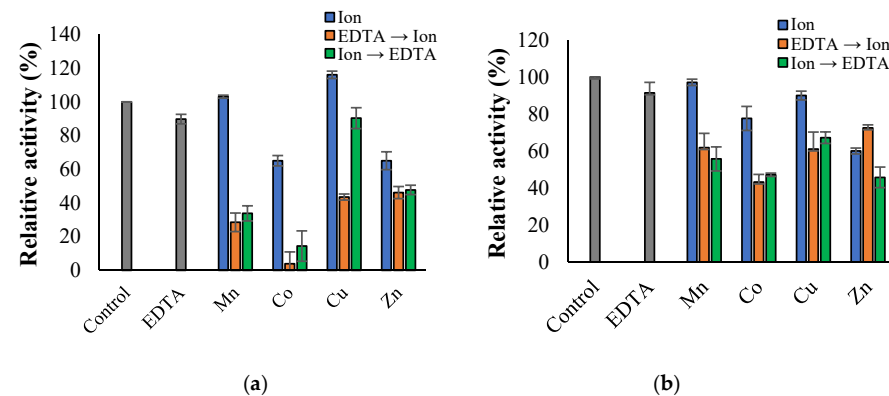 Ion
EDTA → Ion
Ion → EDTA
Relaitive acitivity (%)
140
120
100
80
60
40
20
0
Control
EDTA
Mn
Co
Cu
Zn
(a)
Ion
EDTA → Ion
Ion → EDTA
Relative activity (%)
120
100
80
60
40
20
0
Control
EDTA
Mn
Co
Cu
Zn
(b)